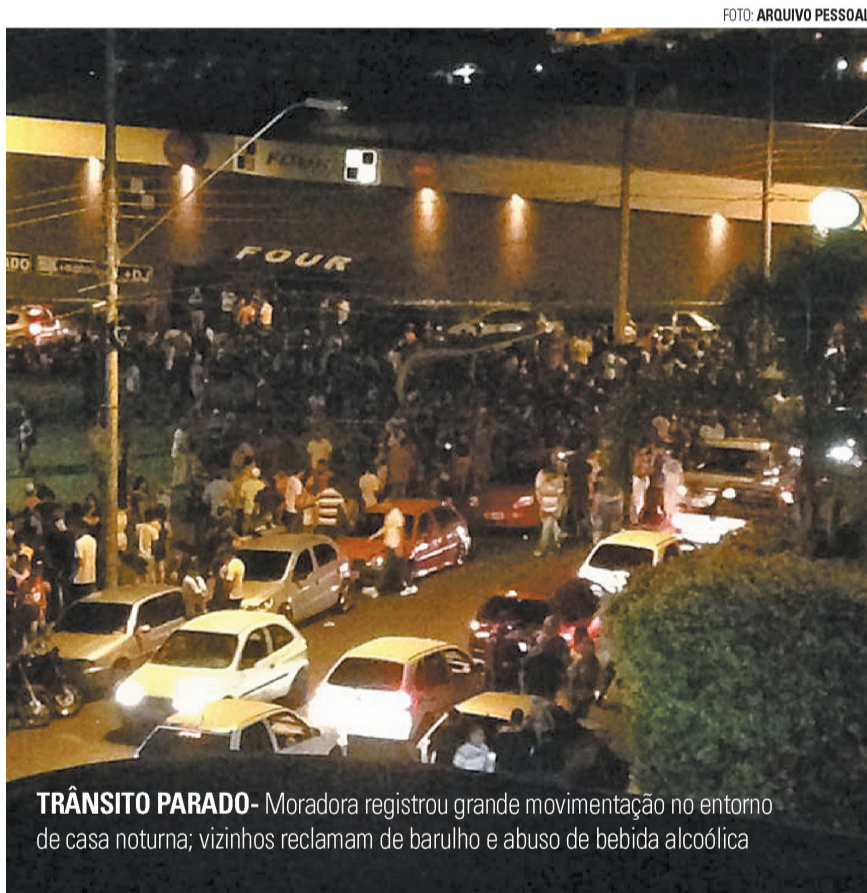 FOTO: ARQUIVO PESSOAL
FOUR
FOUR
+DJ
TRÂNSITO PARADO- Moradora registrou grande movimentação no entorno
de casa noturna; vizinhos reclamam de barulho e abuso de bebida alcoólica